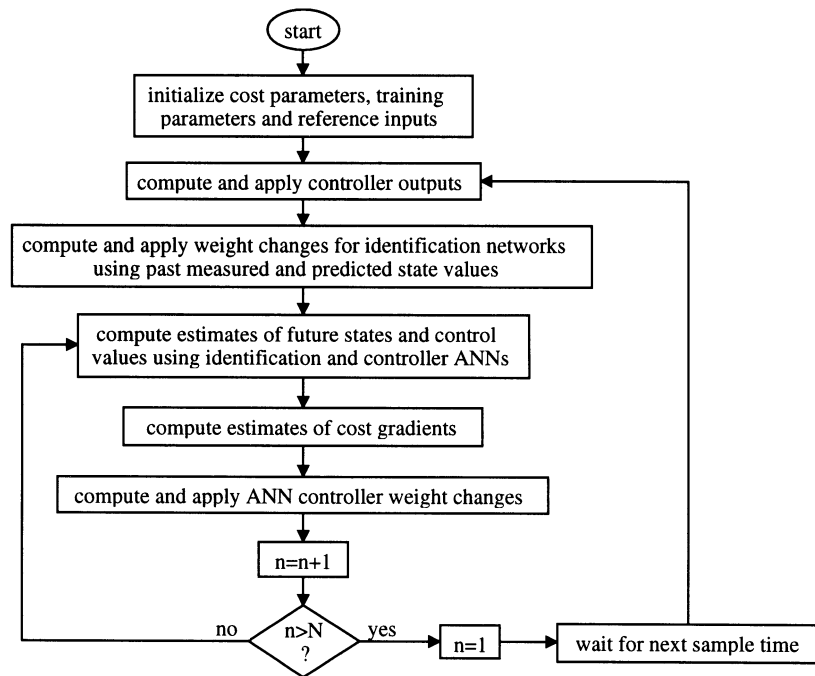 start
initialize cost parameters, training
parameters and reference inputs
compute and apply controller outputs
compute and apply weight changes for identification networks
using past measured and predicted state values
compute estimates of future states and control
values using identification and controller ANNs
compute estimates of cost gradients
compute and apply ANN controller weight changes
n=n+1
no
n>N
?
yes
n=1
wait for next sample time